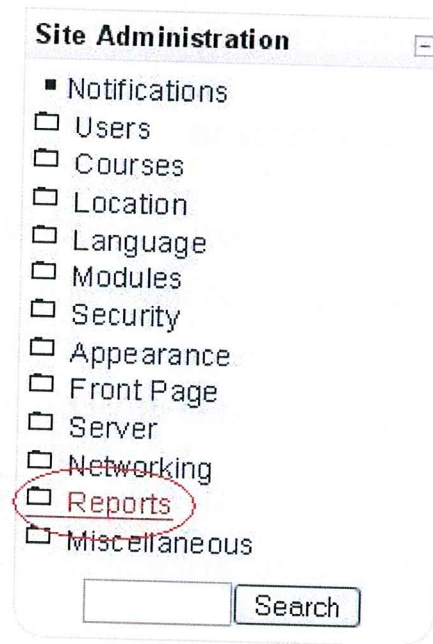 Site Administration
Notifications
Users
Courses
Location
Language
Modules
Security
Appearance
Front Page
Server
Networking
Reports
Miscellaneous
Search